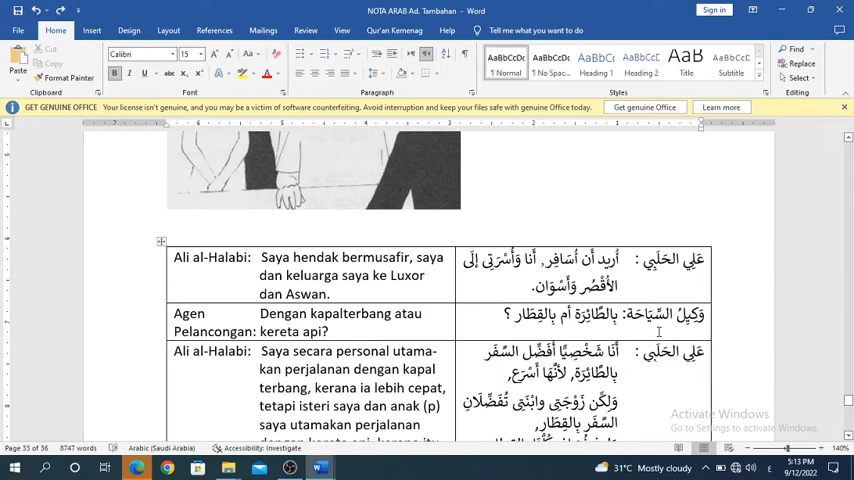 NOTA ARAB Ad. Tambahan - Word
Sign in
File Home Insert Design Layout References Mailings Review View Qur'an Kemenag Help Tell me what you want to do
Paste
Cut
Copy
Format Painter
Clipboard
Calibri 15
Font
Paragraph
AaBbCcDc AaBbCcDc AaBbCc AaBbCcDc AaB AaBbCcDc
¶ Normal ¶ No Spac... Heading 1 Heading 2 Title Subtitle
Styles
Find
Replace
Select
Editing
GET GENUINE OFFICE Your license isn't genuine, and you may be a victim of software counterfeiting. Avoid interruption and keep your files safe with genuine Office today. Get genuine Office Learn more
Ali al-Halabi: Saya hendak bermusafir, saya
dan keluarga saya ke Luxor
dan Aswan.
عَلِي الحَلَبِي : أُرِيد أَن أُسَافِر, أَنا وَأُسْرَتِى إلَى
الأُقْصُر وَأَسْوَان.
Agen Dengan kapalterbang atau
Pelancongan: kereta api?
وَكِيلُ السِّيَاحَة: بِالطَّائِرَة أم بِالقِطَار ؟
Ali al-Halabi: Saya secara personal utama-
kan perjalanan dengan kapal
terbang, kerana ia lebih cepat,
tetapi isteri saya dan anak (p)
saya utamakan perjalanan
عَلِي الحَلَبِي : أَنَا شَخْصِيًّا أُفَضِّل السَّفَر
بِالطَّائِرَة, لأنَّهَا أَسْرَع,
وَلكِن زَوْجَتِى وابْنَتِى تُفَضِّلَانِ
السَّفَر بِالقِطَارِ,
Activate Windows
Go to Settings to activate Windows.
Page 33 of 36 8747 words Arabic (Saudi Arabia) Accessibility: Investigate 140%
31°C Mostly cloudy 5:13 PM
9/12/2022